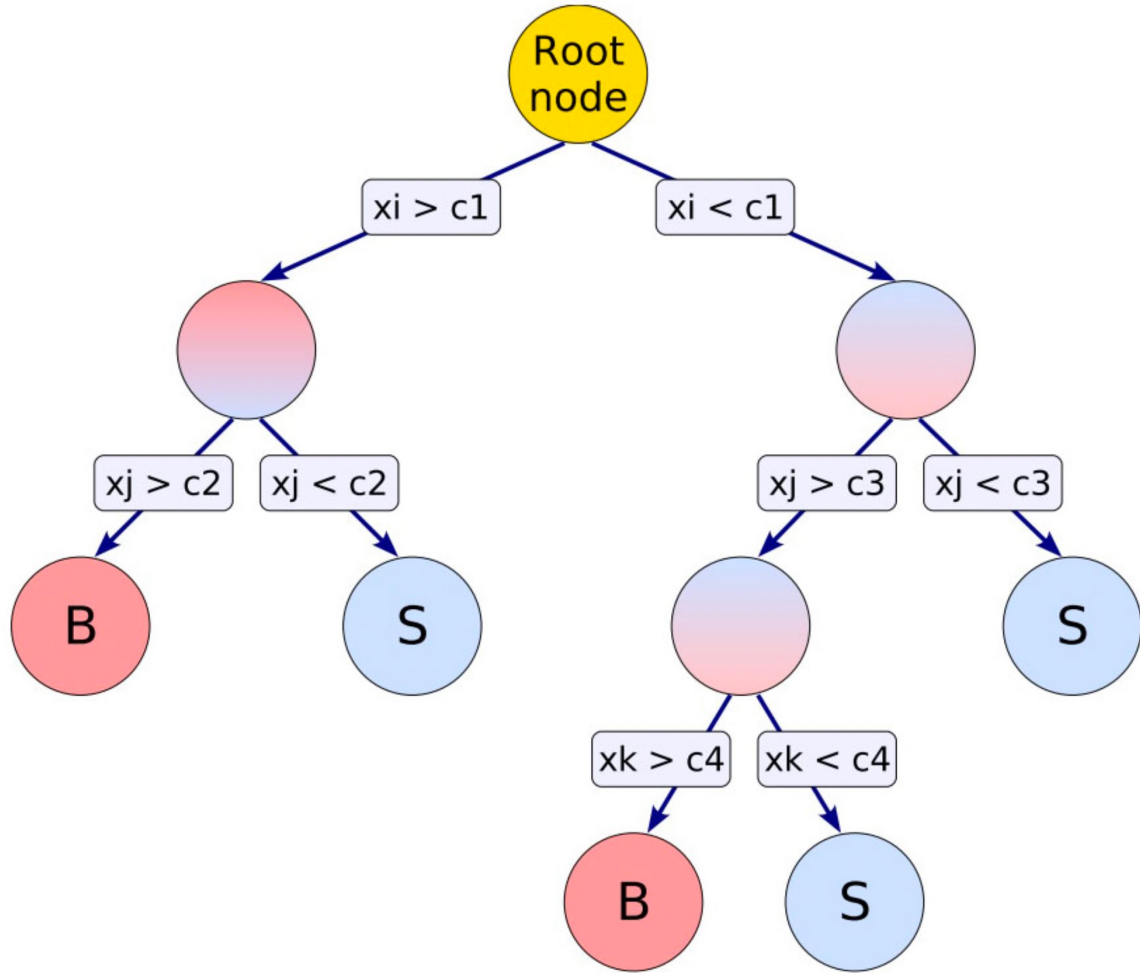 Root
node
xi > c1
xi < c1
xj > c2
xj < c2
xj > c3
xj < c3
B
S
S
xk > c4
xk < c4
B
S